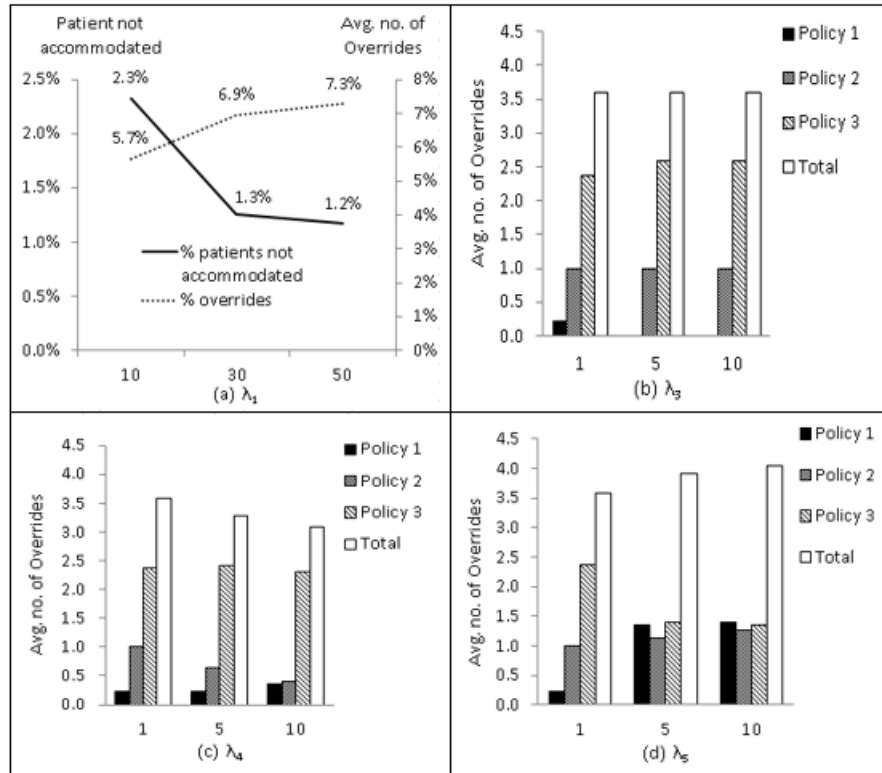 Patient not
accommodated
Avg. no. of
Overrides
2.5%
2.0%
1.5%
1.0%
0.5%
0.0%
8%
7%
6%
5%
4%
3%
2%
1%
0%
2.3%
6.9%
7.3%
5.7%
1.3%
1.2%
% patients not
accommodated
% overrides
10
30
50
(a) λ1
Avg. no. of Overrides
4.5
4.0
3.5
3.0
2.5
2.0
1.5
1.0
0.5
0.0
Policy 1
Policy 2
Policy 3
Total
1
5
10
(b) λ3
Avg. no. of Overrides
4.5
4.0
3.5
3.0
2.5
2.0
1.5
1.0
0.5
0.0
Policy 1
Policy 2
Policy 3
Total
1
5
10
(c) λ4
Avg. no. of Overrides
4.5
4.0
3.5
3.0
2.5
2.0
1.5
1.0
0.5
0.0
Policy 1
Policy 2
Policy 3
Total
1
5
10
(d) λ5